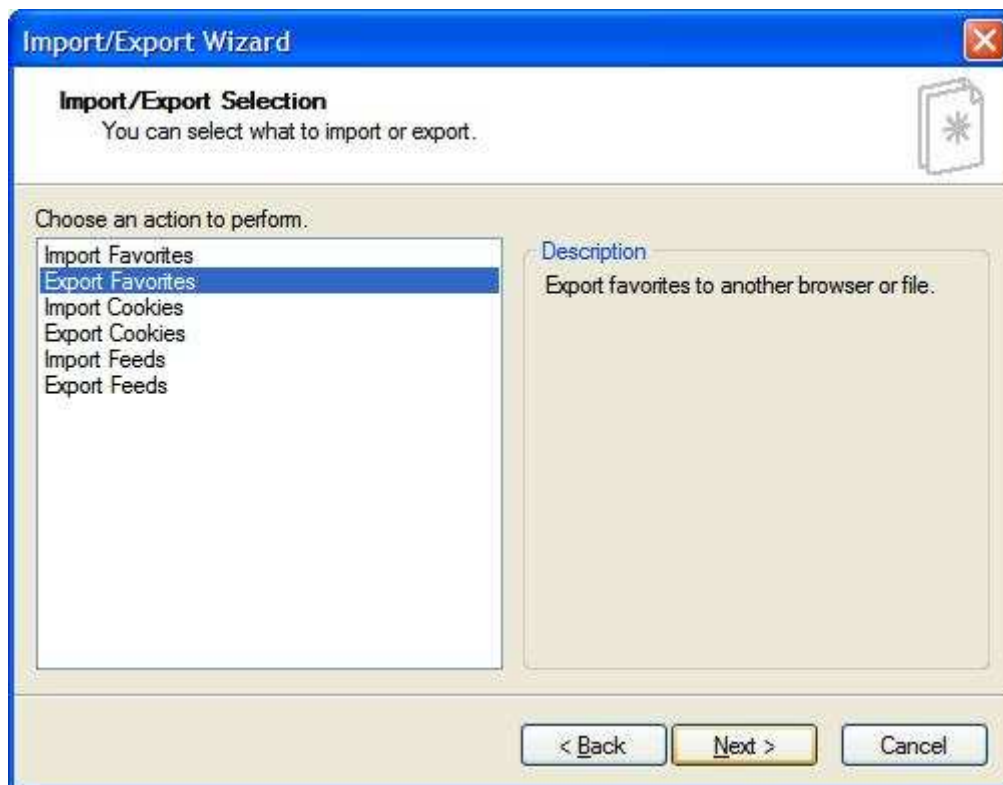 Import/Export Wizard
Import/Export Selection
You can select what to import or export.
Choose an action to perform.
Import Favorites
Export Favorites
Import Cookies
Export Cookies
Import Feeds
Export Feeds
Description
Export favorites to another browser or file.
< Back
Next >
Cancel